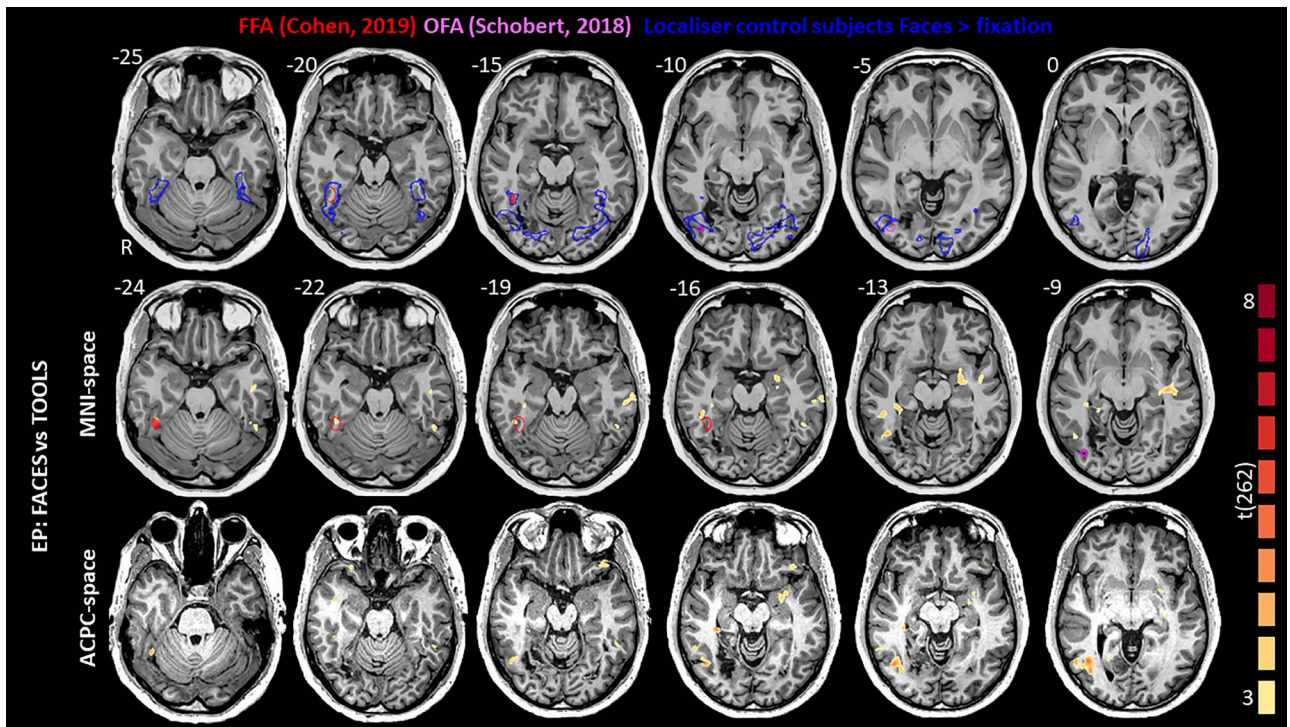 FFA (Cohen, 2019) OFA (Schobert, 2018) Localiser control subjects Faces > fixation
-25 -20 -15 -10 -5 0
R
-24 -22 -19 -16 -13 -9
EP: FACES vs TOOLS
MNI-space
ACPC-space
8
t(262)
3